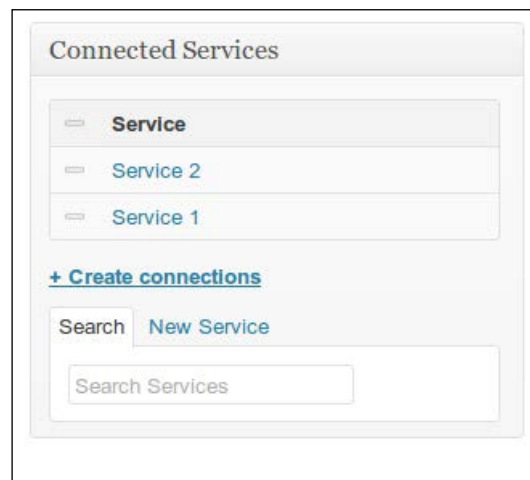 Connected Services
Service
Service 2
Service 1
+ Create connections
Search New Service
Search Services